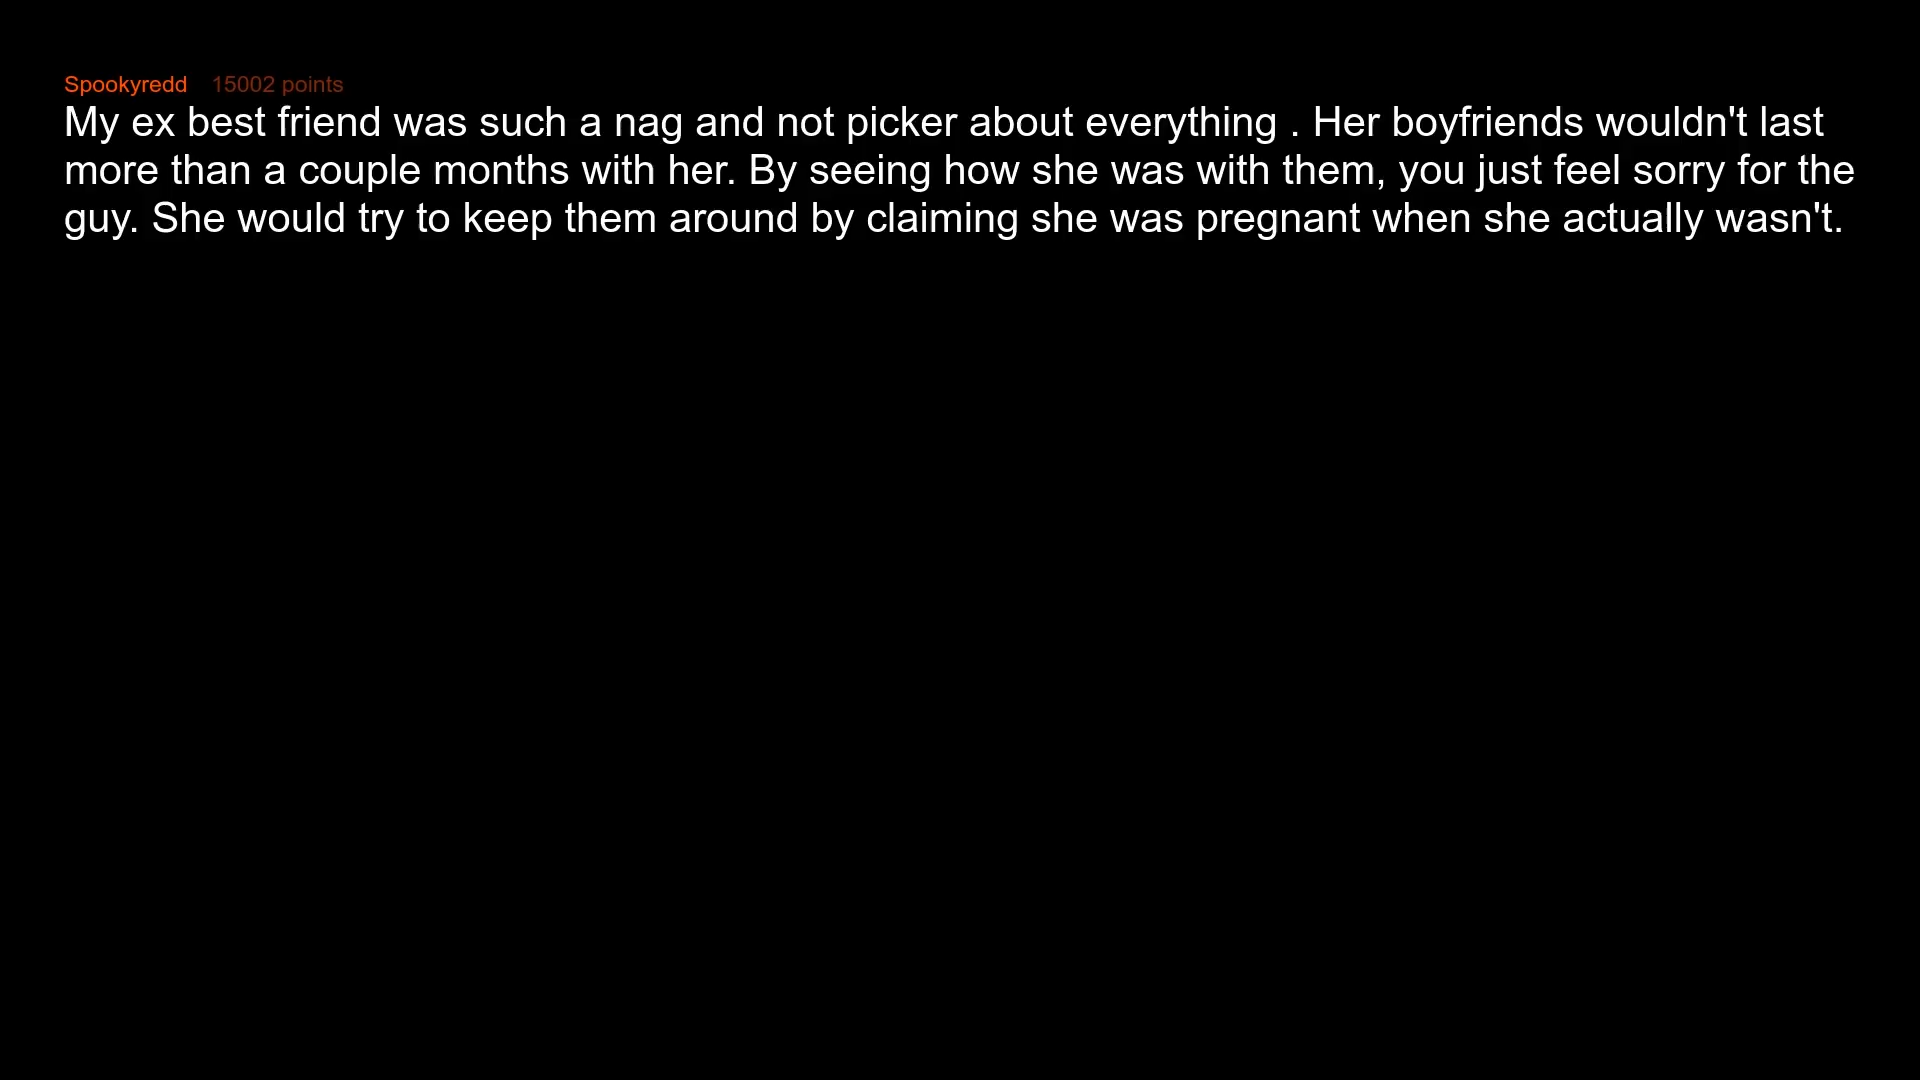 Spookyredd 15002 points
My ex best friend was such a nag and not picker about everything . Her boyfriends wouldn't last
more than a couple months with her. By seeing how she was with them, you just feel sorry for the
guy. She would try to keep them around by claiming she was pregnant when she actually wasn't.